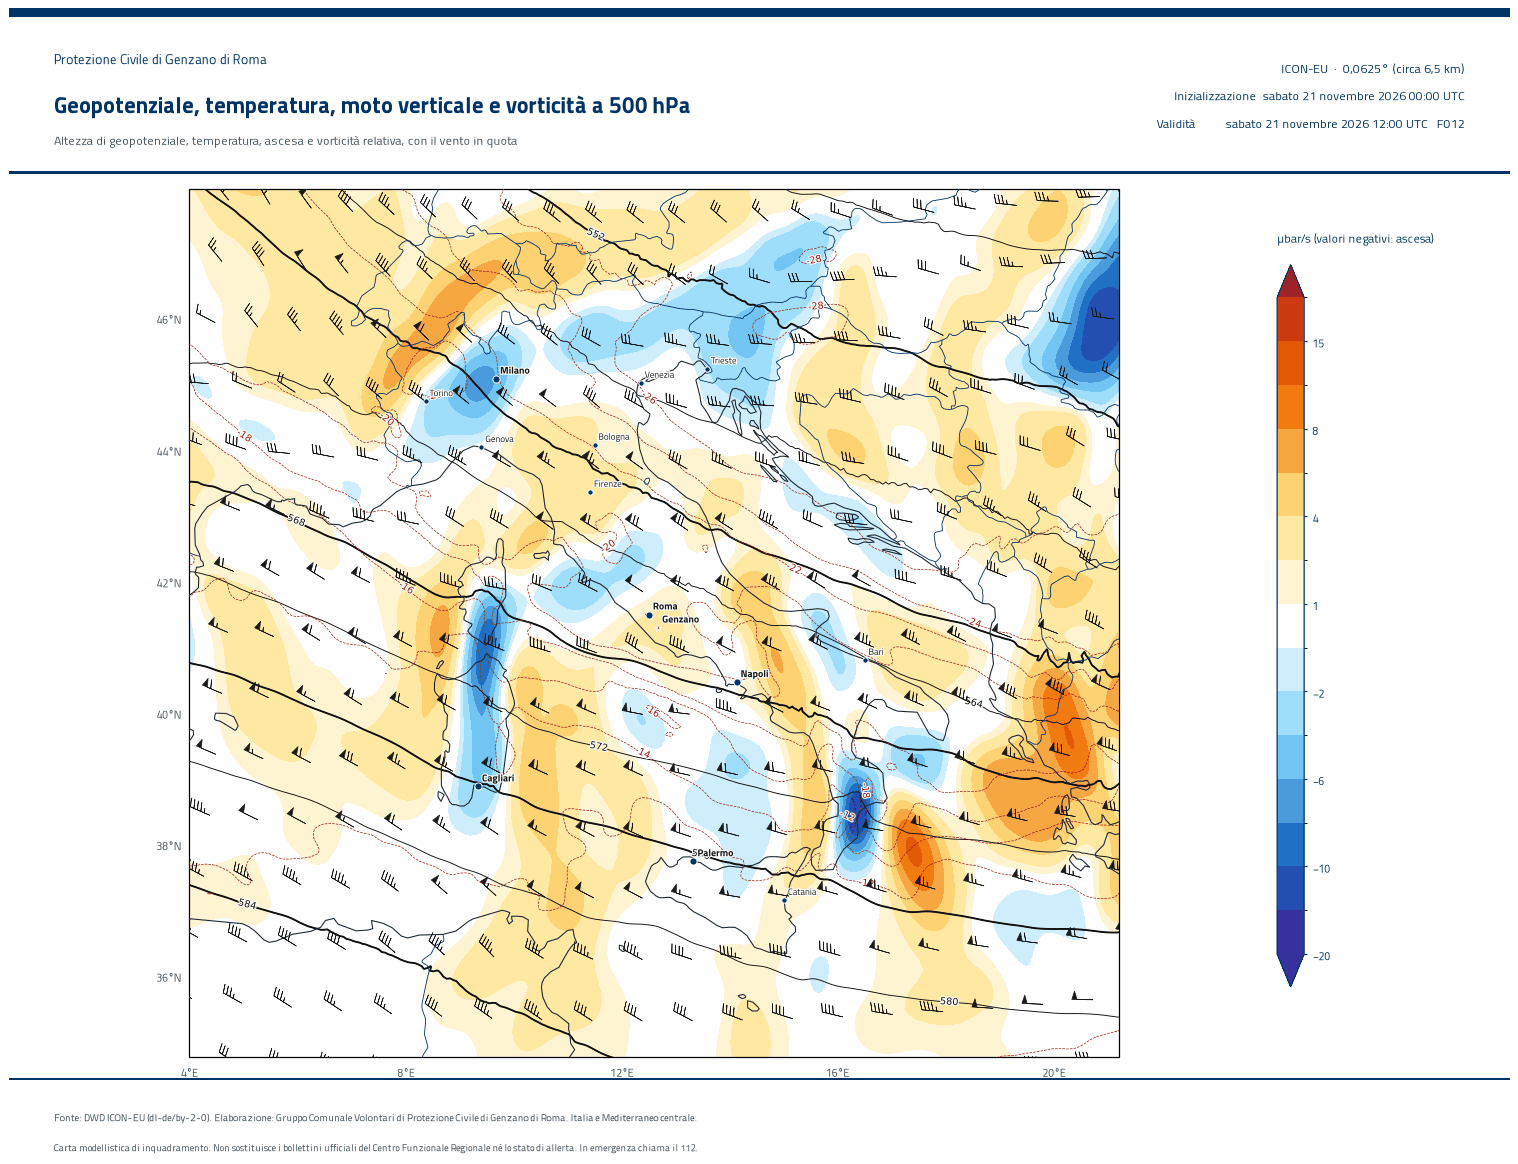 Protezione Civile di Genzano di Roma
ICON-EU · 0,0625° (circa 6,5 km)
Geopotenziale, temperatura, moto verticale e vorticità a 500 hPa
Inizializzazione sabato 21 novembre 2026 00:00 UTC
Validità sabato 21 novembre 2026 12:00 UTC F012
Altezza di geopotenziale, temperatura, ascesa e vorticità relativa, con il vento in quota
µbar/s (valori negativi: ascesa)
552
-28
46°N
-28
15
Trieste
Milano
Venezia
Torino
-26
-20
8
-18
Genova
Bologna
44°N
Firenze
568
4
-20
42°N
-22
-16
1
Roma
Genzano
-24
Bari
Napoli
-2
40°N
-16
564
572
-14
Cagliari
-6
-18
-12
38°N
Palermo
-10
Catania
584
-20
36°N
580
4°E
8°E
12°E
16°E
20°E
Fonte: DWD ICON-EU (dl-de/by-2-0). Elaborazione: Gruppo Comunale Volontari di Protezione Civile di Genzano di Roma. Italia e Mediterraneo centrale.
Carta modellistica di inquadramento. Non sostituisce i bollettini ufficiali del Centro Funzionale Regionale né lo stato di allerta. In emergenza chiama il 112.